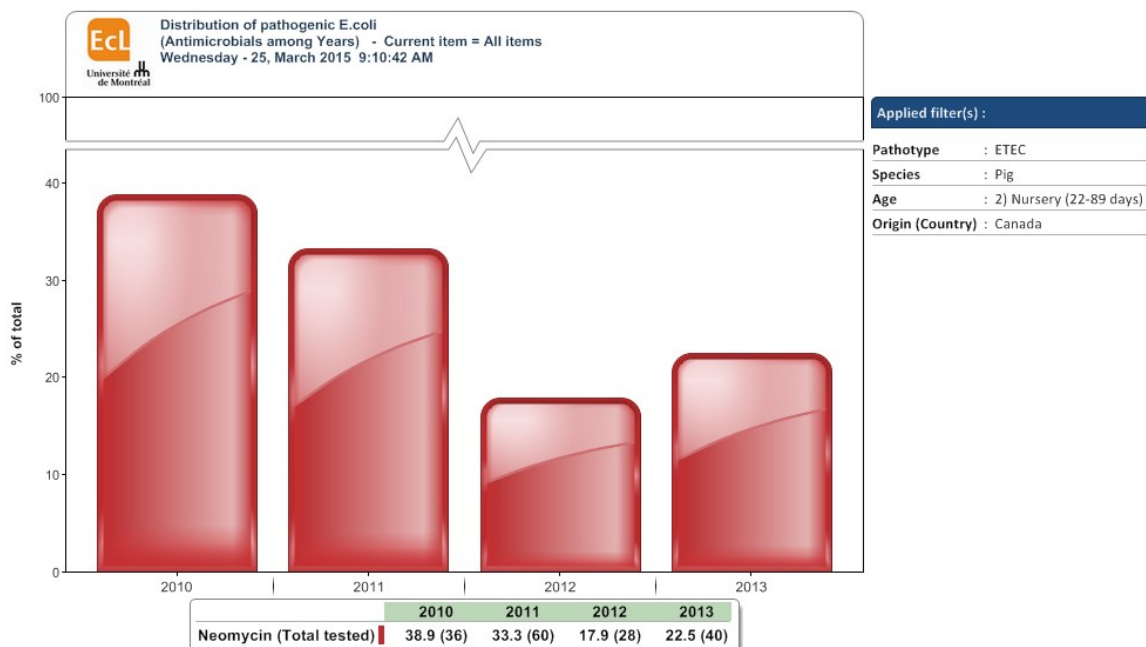 EcL
Université
de Montréal
Distribution of pathogenic E.coli
(Antimicrobials among Years) - Current item = All items
Wednesday - 25, March 2015 9:10:42 AM
Applied filter(s) :
Pathotype : ETEC
Species : Pig
Age : 2) Nursery (22-89 days)
Origin (Country) : Canada
% of total
100
40
30
20
10
0
2010 2011 2012 2013
2010 2011 2012 2013
Neomycin (Total tested) 38.9 (36) 33.3 (60) 17.9 (28) 22.5 (40)